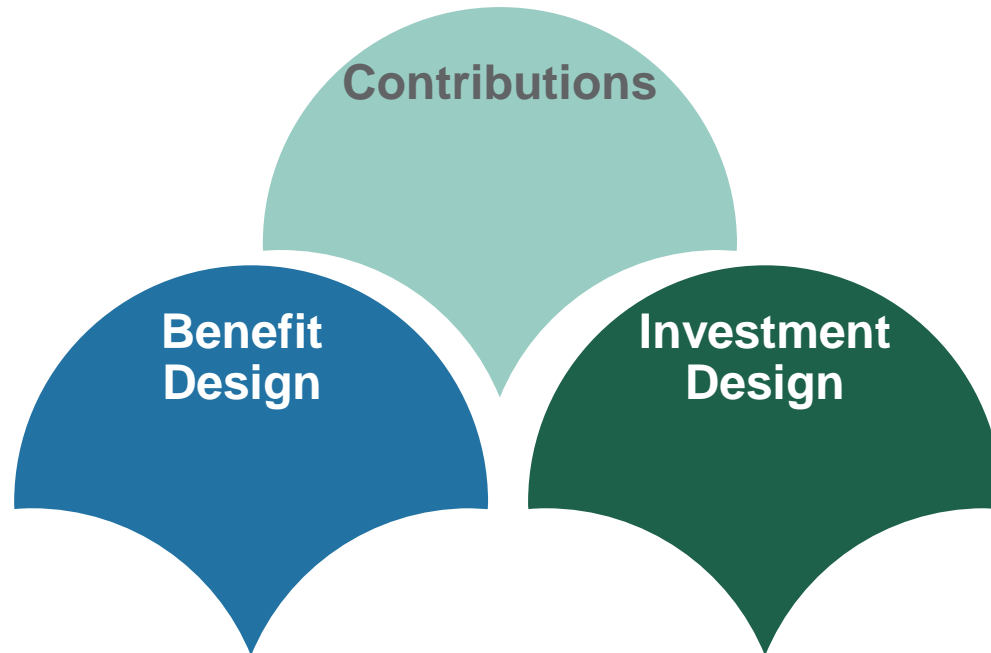 Contributions
Benefit
Design
Investment
Design